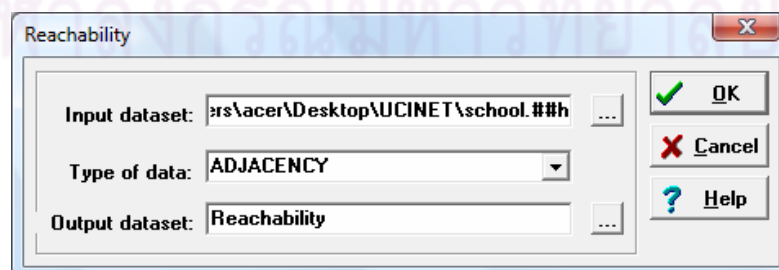 Reachability
Input dataset: ers\acer\Desktop\UCINET\school.##h ...
OK
Type of data: ADJACENCY
Cancel
Output dataset: Reachability ...
Help